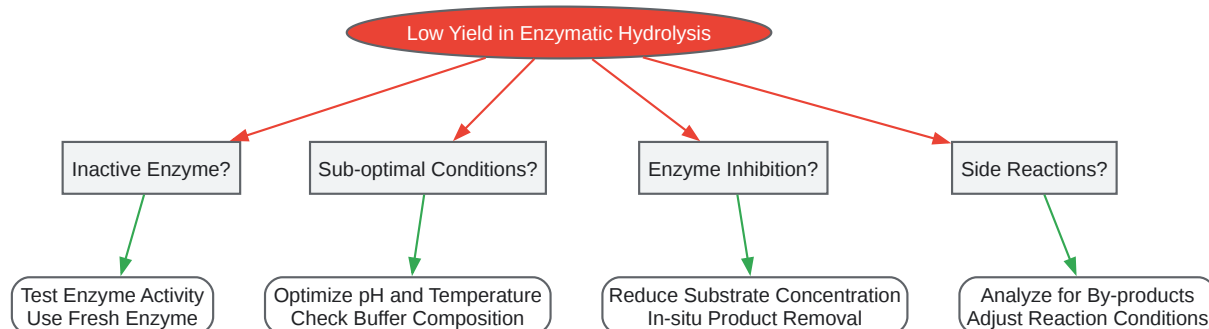 Low Yield in Enzymatic Hydrolysis
Inactive Enzyme?
Sub-optimal Conditions?
Enzyme Inhibition?
Side Reactions?
Test Enzyme Activity
Use Fresh Enzyme
Optimize pH and Temperature
Check Buffer Composition
Reduce Substrate Concentration
In-situ Product Removal
Analyze for By-products
Adjust Reaction Conditions